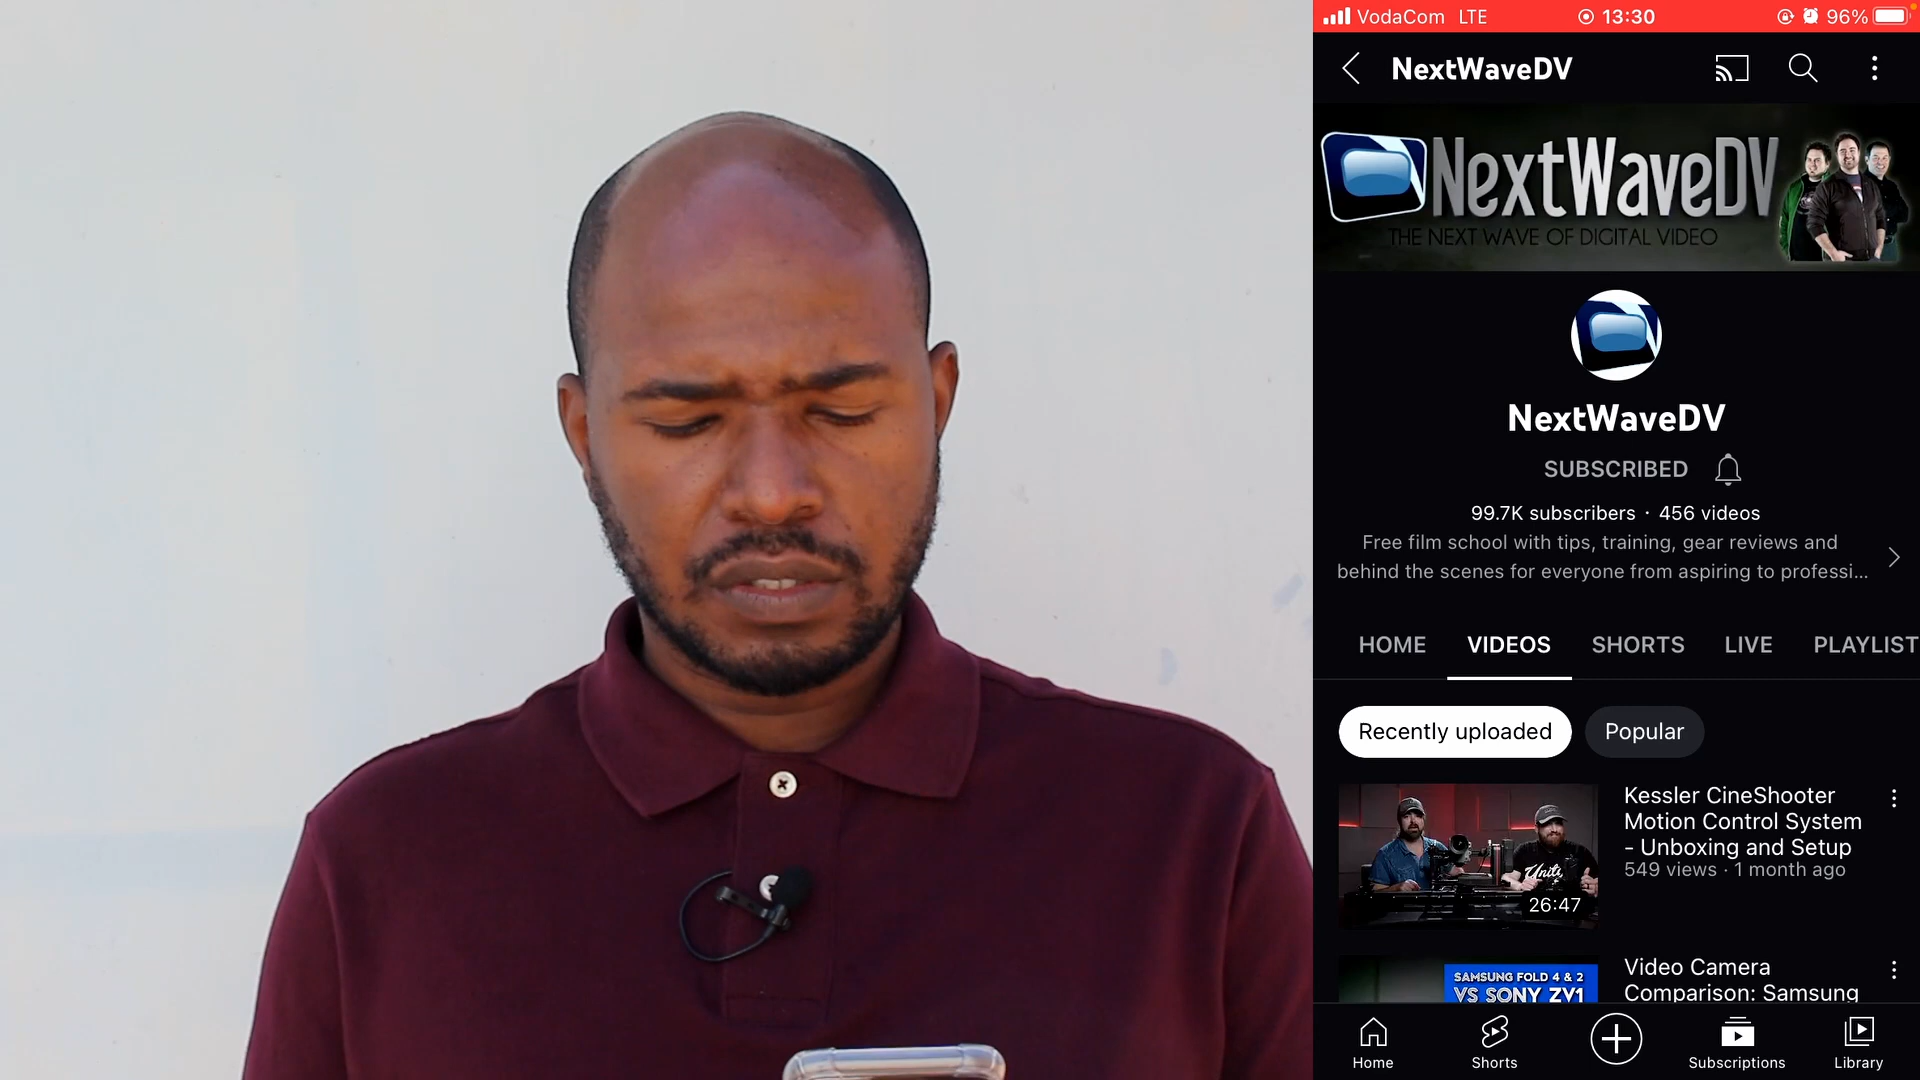 VodaCom LTE 13:30 96%
NextWaveDV
NextWaveDV
THE NEXT WAVE OF DIGITAL VIDEO
NextWaveDV
SUBSCRIBED
99.7K subscribers · 456 videos
Free film school with tips, training, gear reviews and
behind the scenes for everyone from aspiring to professi...
HOME VIDEOS SHORTS LIVE PLAYLIST
Recently uploaded Popular
Kessler CineShooter
Motion Control System
- Unboxing and Setup
549 views · 1 month ago
Unity
26:47
SAMSUNG FOLD 4 & 2
VS SONY ZV1
Video Camera
Comparison: Samsung
Home Shorts Subscriptions Library